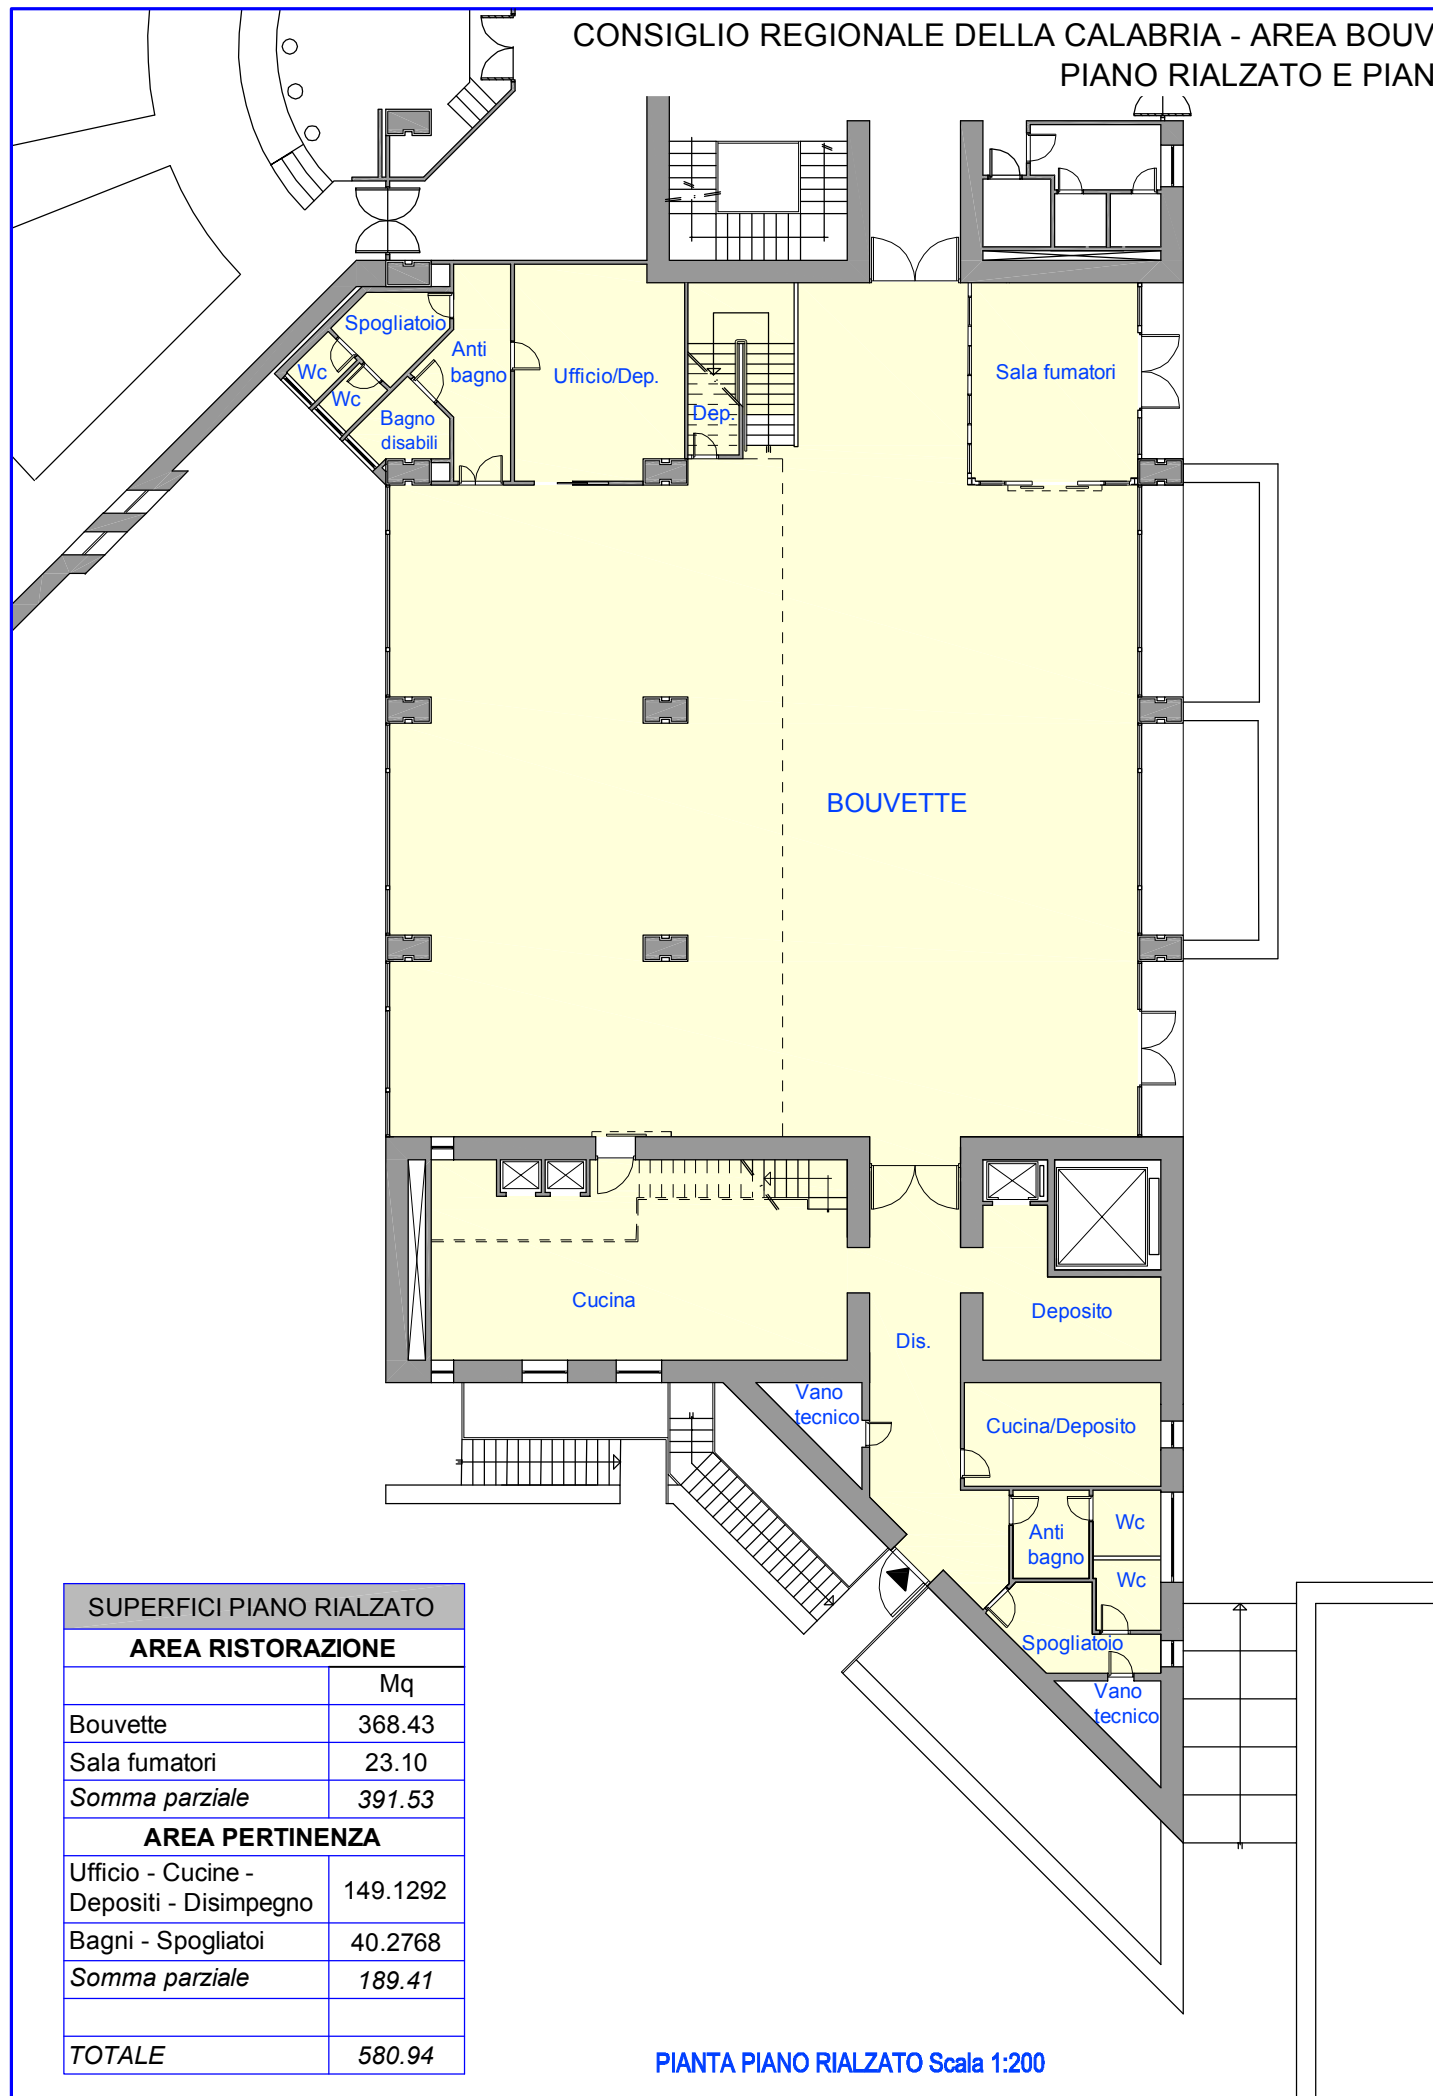 CONSIGLIO REGIONALE DELLA CALABRIA - AREA BOUV
PIANO RIALZATO E PIAN
Spogliatoio
Anti
bagno
Wc
Wc
Bagno
disabili
Ufficio/Dep.
Dep.
Sala fumatori
BOUVETTE
Cucina
Deposito
Dis.
Vano
tecnico
Cucina/Deposito
Anti
bagno
Wc
Wc
Spogliatoio
Vano
tecnico
SUPERFICI PIANO RIALZATO
AREA RISTORAZIONE
Mq
Bouvette 368.43
Sala fumatori 23.10
Somma parziale 391.53
AREA PERTINENZA
Ufficio - Cucine -
Depositi - Disimpegno 149.1292
Bagni - Spogliatoi 40.2768
Somma parziale 189.41
TOTALE 580.94
PIANTA PIANO RIALZATO Scala 1:200